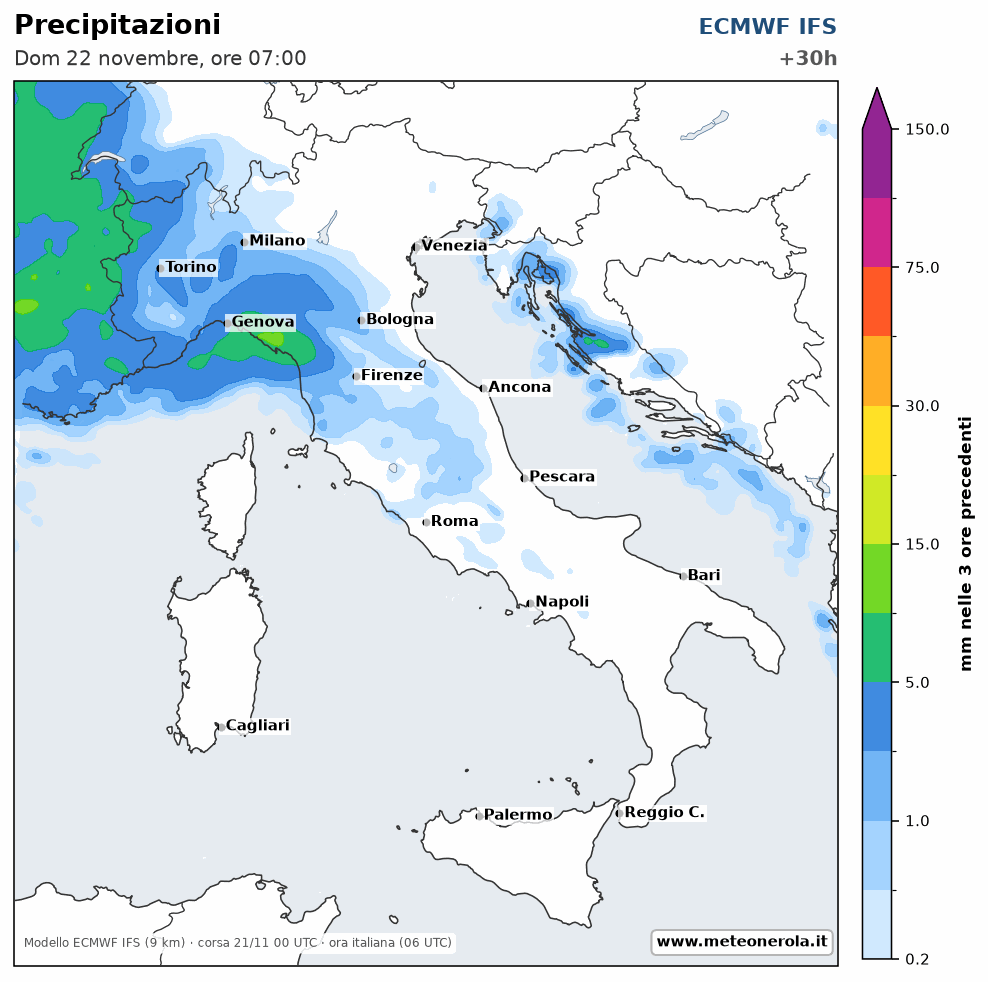 Precipitazioni
ECMWF IFS
Dom 22 novembre, ore 07:00
+30h
150.0
75.0
30.0
15.0
5.0
1.0
0.2
mm nelle 3 ore precedenti
Milano
Venezia
Torino
Genova
Bologna
Firenze
Ancona
Pescara
Roma
Bari
Napoli
Cagliari
Palermo
Reggio C.
Modello ECMWF IFS (9 km) · corsa 21/11 00 UTC · ora italiana (06 UTC)
www.meteonerola.it